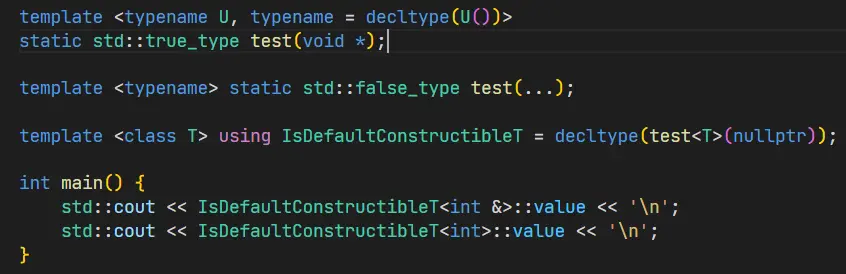 template <typename U, typename = decltype(U())>
static std::true_type test(void *);
template <typename> static std::false_type test(...);
template <class T> using IsDefaultConstructibleT = decltype(test<T>(nullptr));
int main() {
    std::cout << IsDefaultConstructibleT<int &>::value << '\n';
    std::cout << IsDefaultConstructibleT<int>::value << '\n';
}